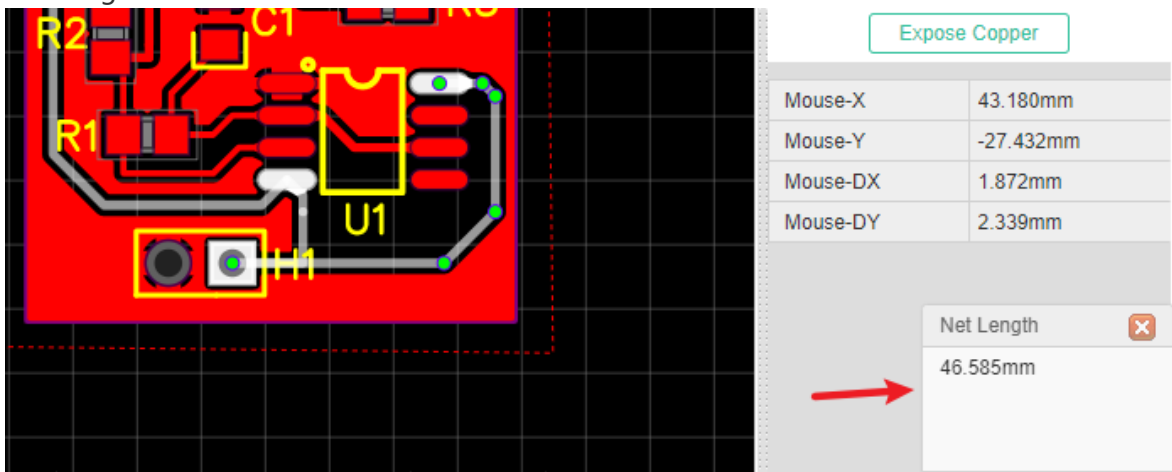 R2
C1
Expose Copper
Mouse-X 43.180mm
R1
Mouse-Y -27.432mm
Mouse-DX 1.872mm
U1
Mouse-DY 2.339mm
H1
Net Length
46.585mm